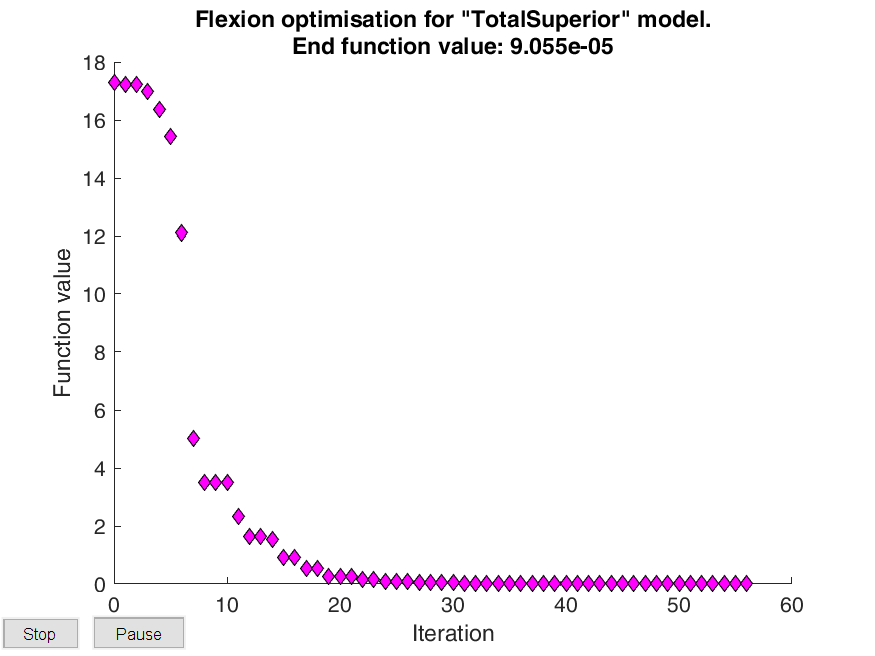 Flexion optimisation for "TotalSuperior" model.
End function value: 9.055e-05
18
16
14
12
10
8
6
4
2
0
Function value
0 10 20 30 40 50 60
Iteration
Stop
Pause